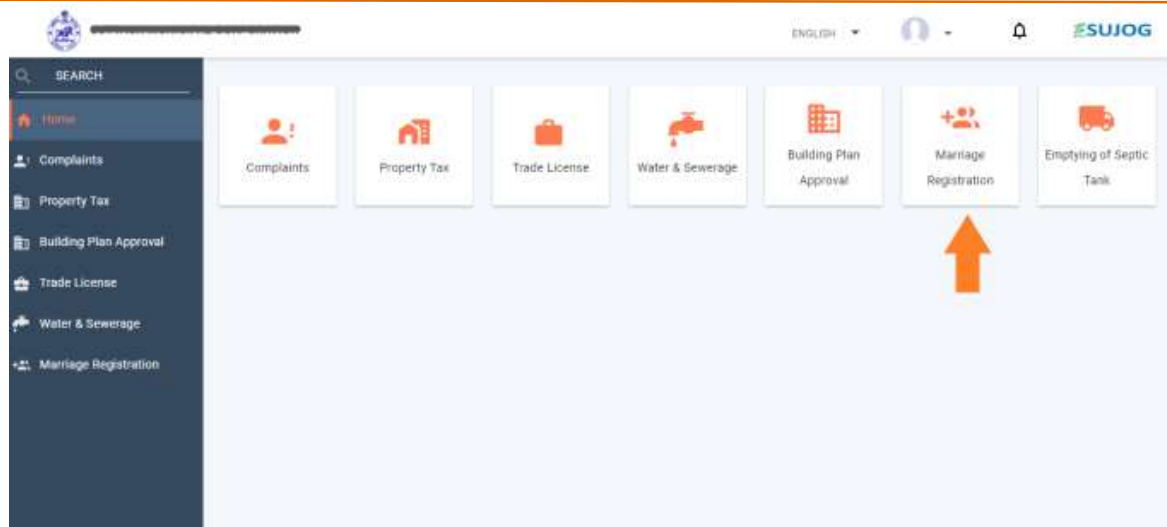 ENGLISH
ESUJOG
SEARCH
Home
Complaints
Property Tax
Building Plan Approval
Trade License
Water & Sewerage
Marriage Registration
Complaints
Property Tax
Trade License
Water & Sewerage
Building Plan
Approval
Marriage
Registration
Emptying of Septic
Tank